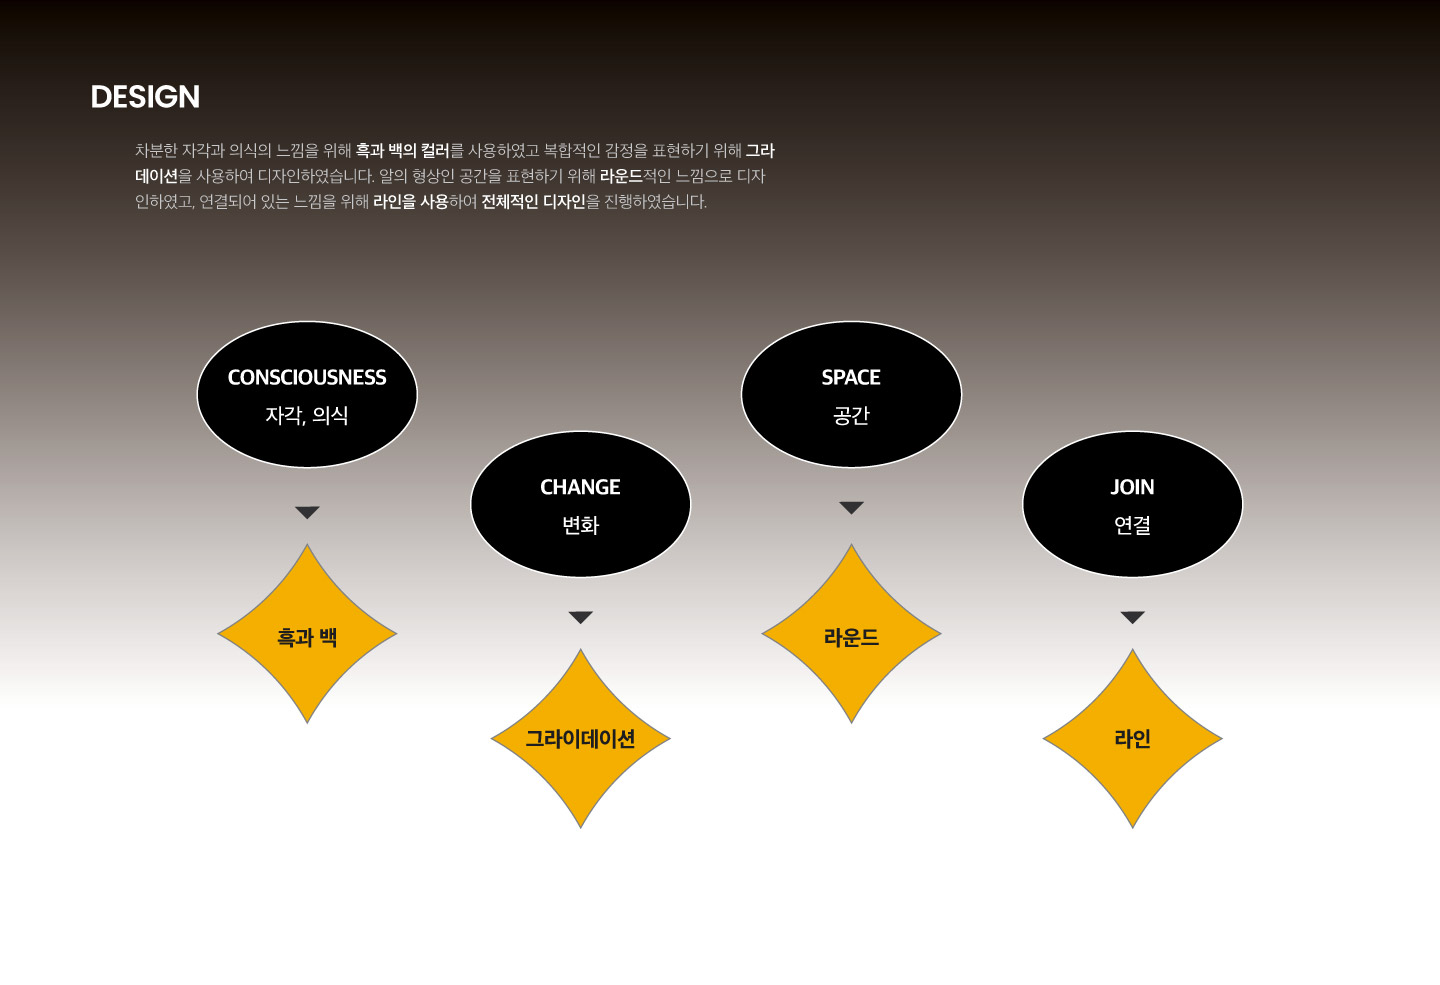 DESIGN
차분한 자각과 의식의 느낌을 위해 흑과 백의 컬러를 사용하였고 복합적인 감정을 표현하기 위해 그라
데이션을 사용하여 디자인하였습니다. 알의 형상인 공간을 표현하기 위해 라운드적인 느낌으로 디자
인하였고, 연결되어 있는 느낌을 위해 라인을 사용하여 전체적인 디자인을 진행하였습니다.
CONSCIOUSNESS
자각, 의식
흑과 백
CHANGE
변화
그라이데이션
SPACE
공간
라운드
JOIN
연결
라인